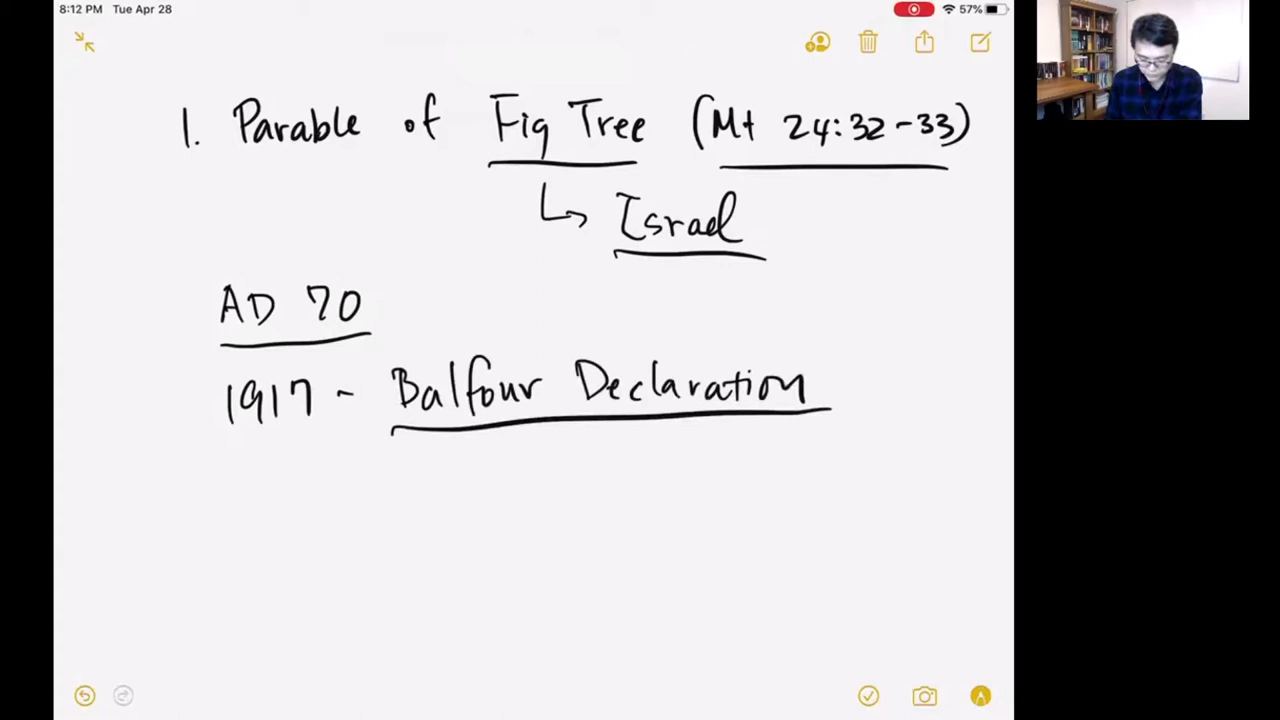 8:12 PM Tue Apr 28 57%
1. Parable of Fig Tree (Mt 24:32-33)
↳ Israel
AD 70
1917 - Balfour Declaration